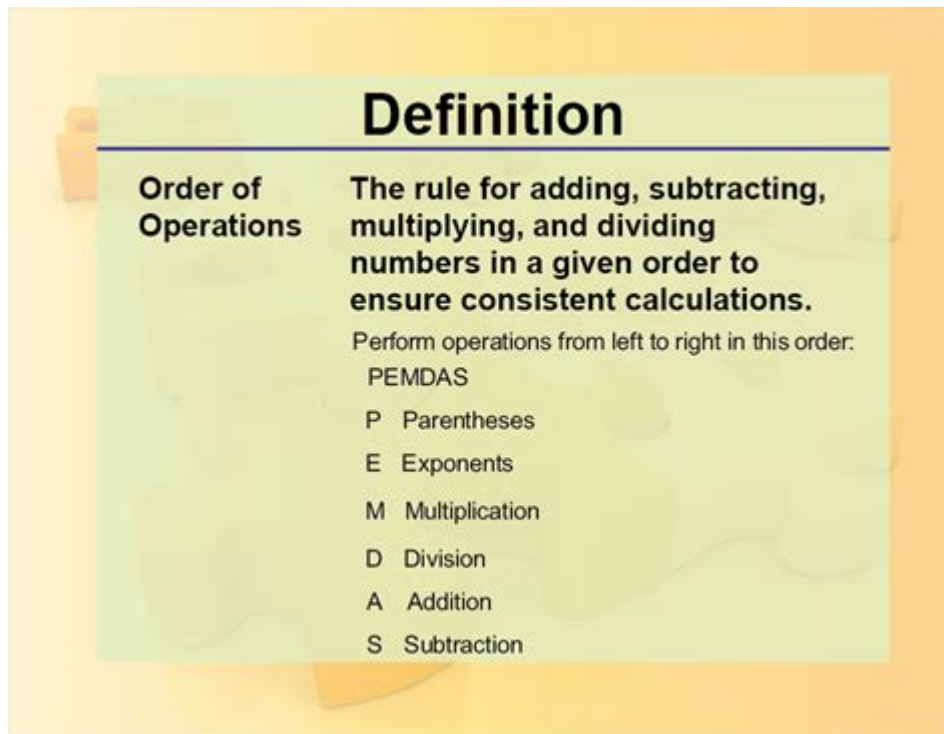 Definition
Order of
Operations
The rule for adding, subtracting,
multiplying, and dividing
numbers in a given order to
ensure consistent calculations.
Perform operations from left to right in this order:
PEMDAS
P Parentheses
E Exponents
M Multiplication
D Division
A Addition
S Subtraction